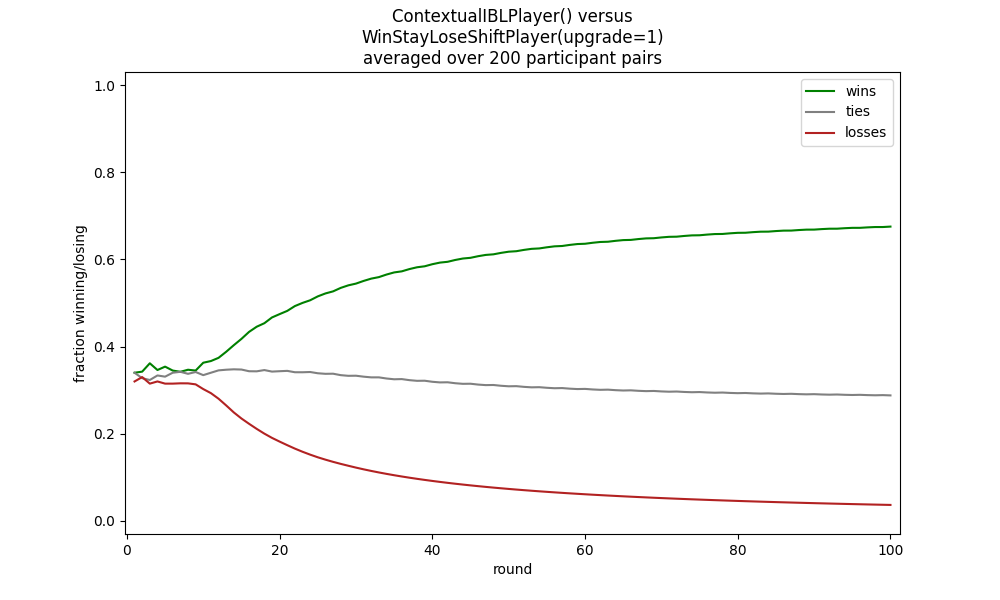 ContextualIBLPlayer() versus
WinStayLoseShiftPlayer(upgrade=1)
averaged over 200 participant pairs
wins
ties
losses
fraction winning/losing
1.0
0.8
0.6
0.4
0.2
0.0
0
20
40
60
80
100
round